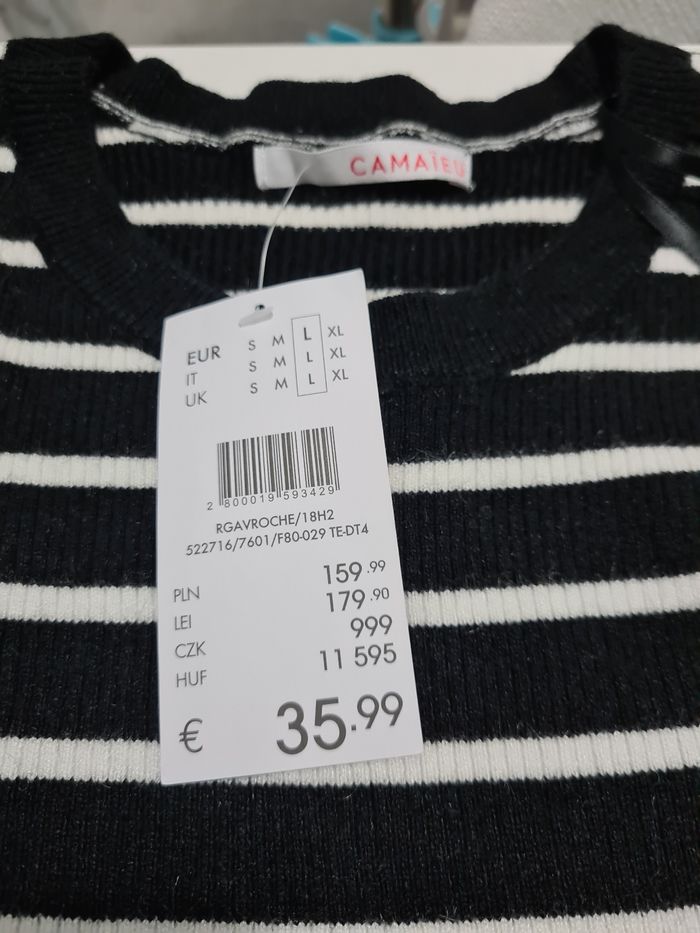 CAMAÏEU
EUR S M L XL
IT S M L XL
UK S M L XL
2 800019 593429
RGAVROCHE/18H2
522716/7601/F80-029 TE-DT4
PLN 159.99
LEI 179.90
CZK 999
HUF 11 595
€ 35.99